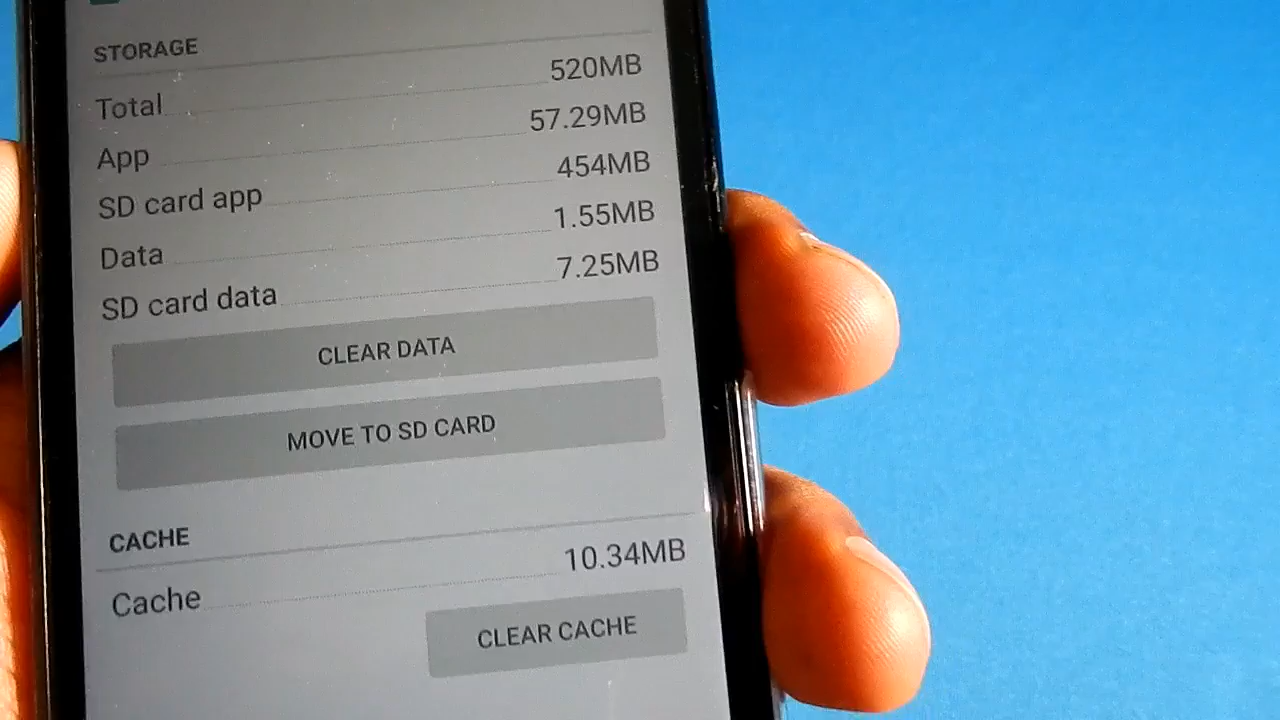 STORAGE
Total 520MB
App 57.29MB
SD card app 454MB
Data 1.55MB
SD card data 7.25MB
CLEAR DATA
MOVE TO SD CARD
CACHE
Cache 10.34MB
CLEAR CACHE